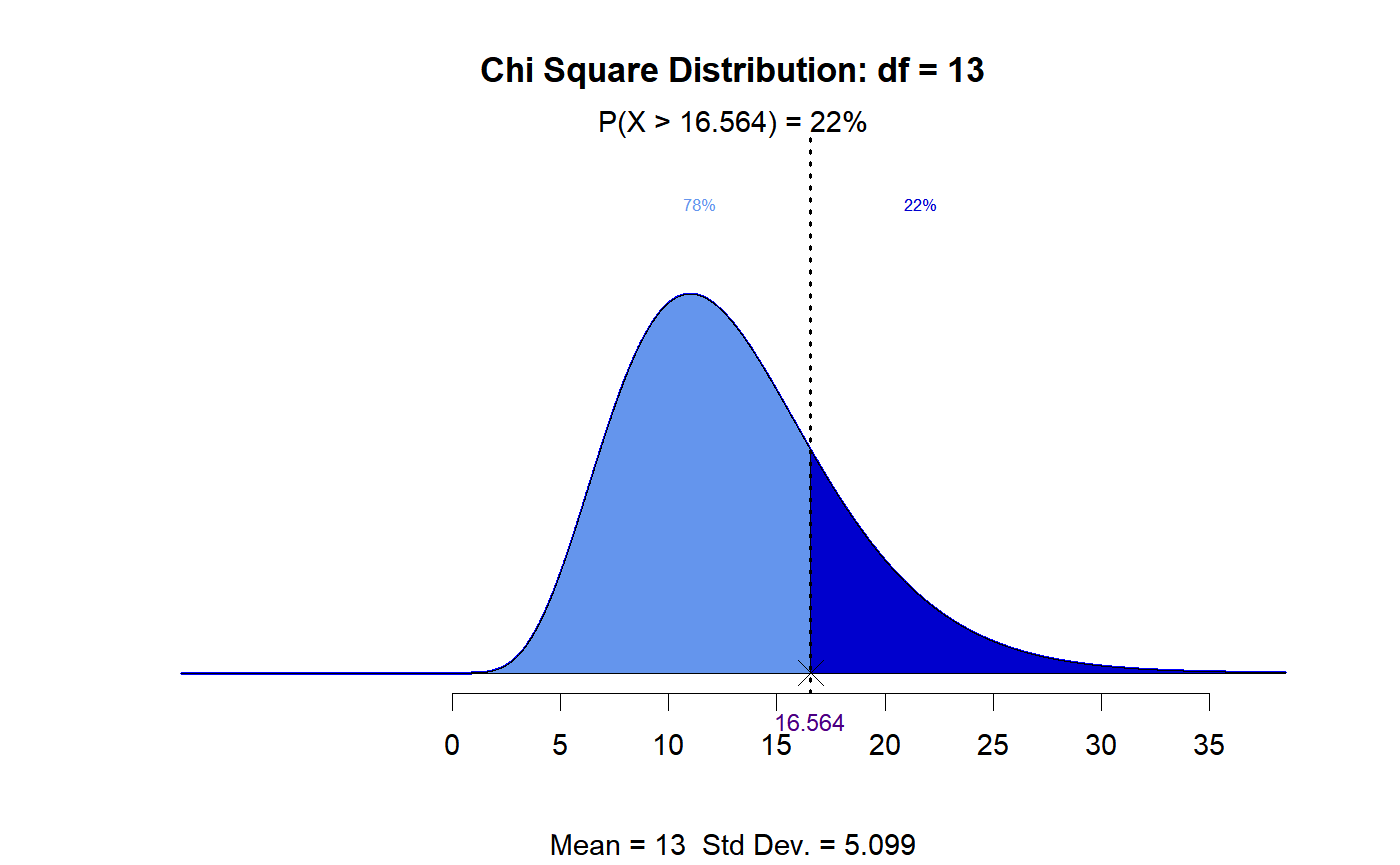 Chi Square Distribution: df = 13
P(X > 16.564) = 22%
78% 22%
16.564
0 5 10 15 20 25 30 35
Mean = 13 Std Dev. = 5.099